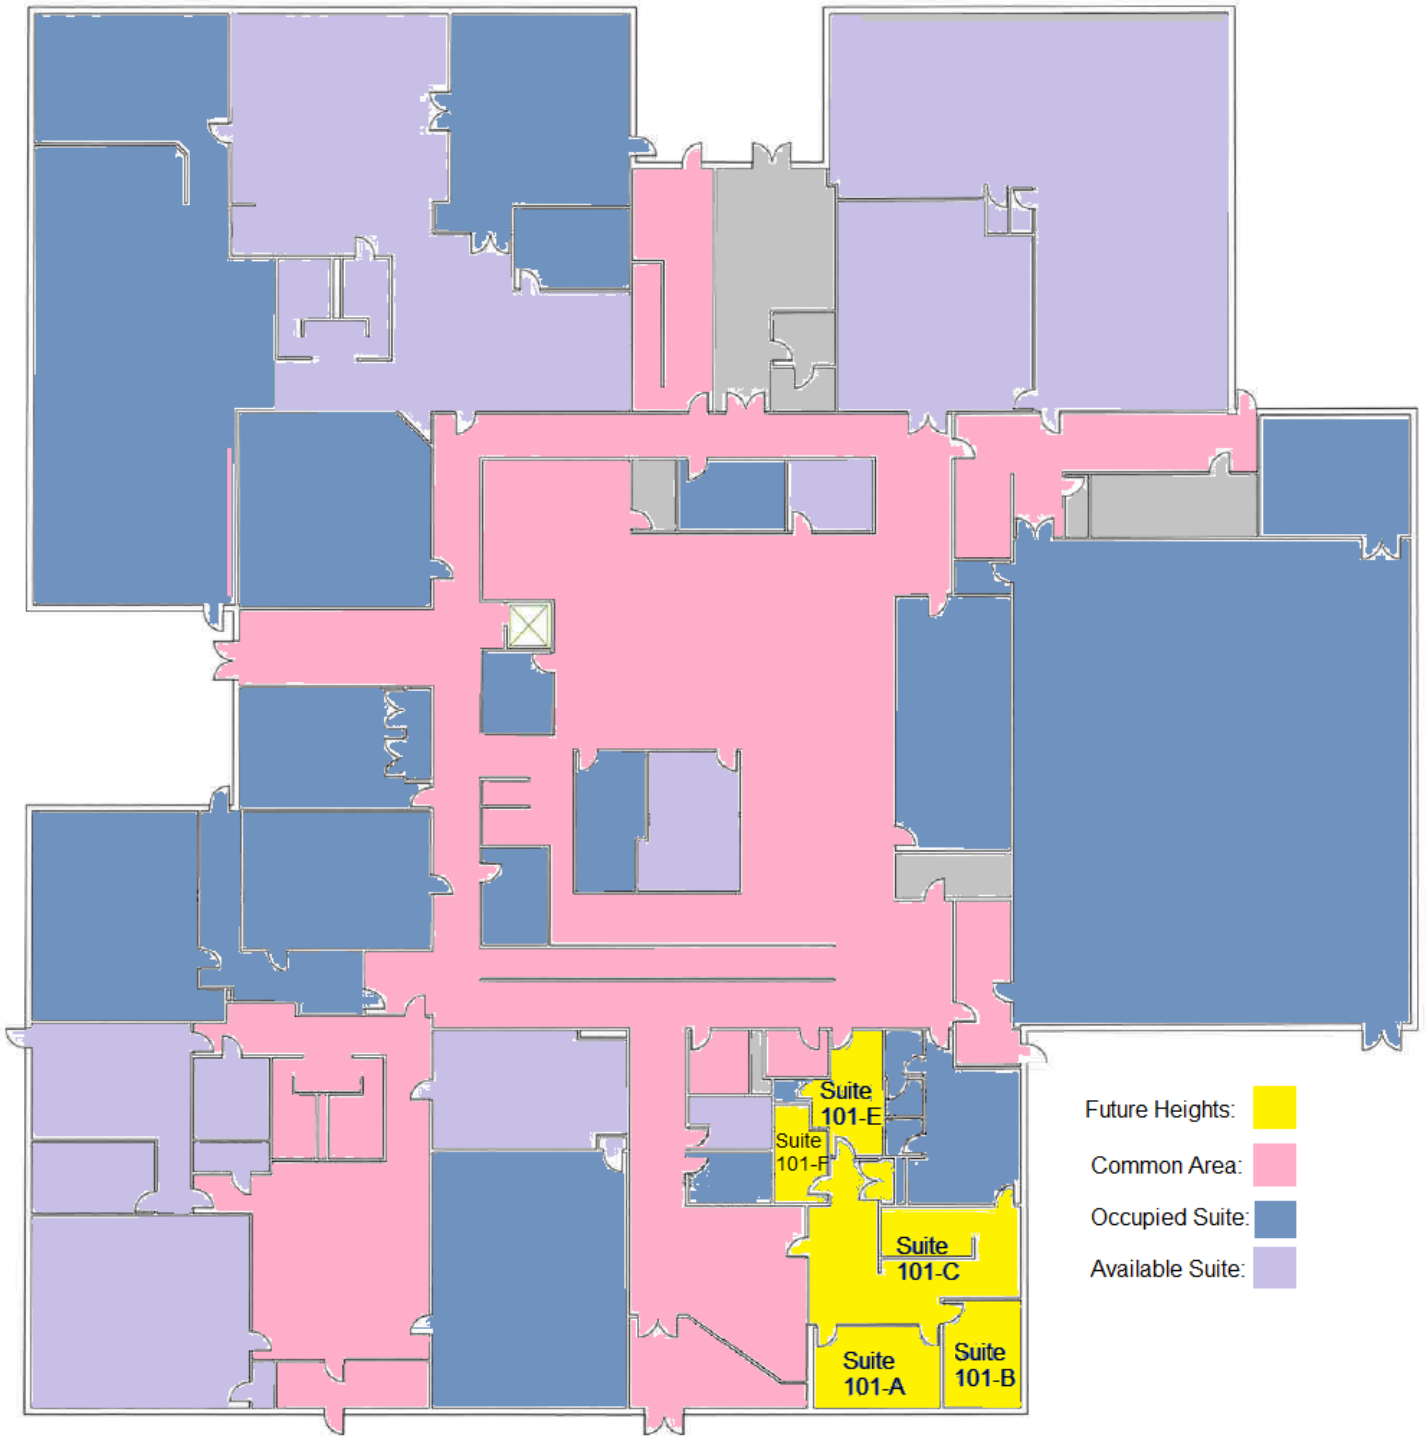 Suite
101-E
Suite
101-F
Suite
101-C
Suite
101-A
Suite
101-B
Future Heights:
Common Area:
Occupied Suite:
Available Suite: